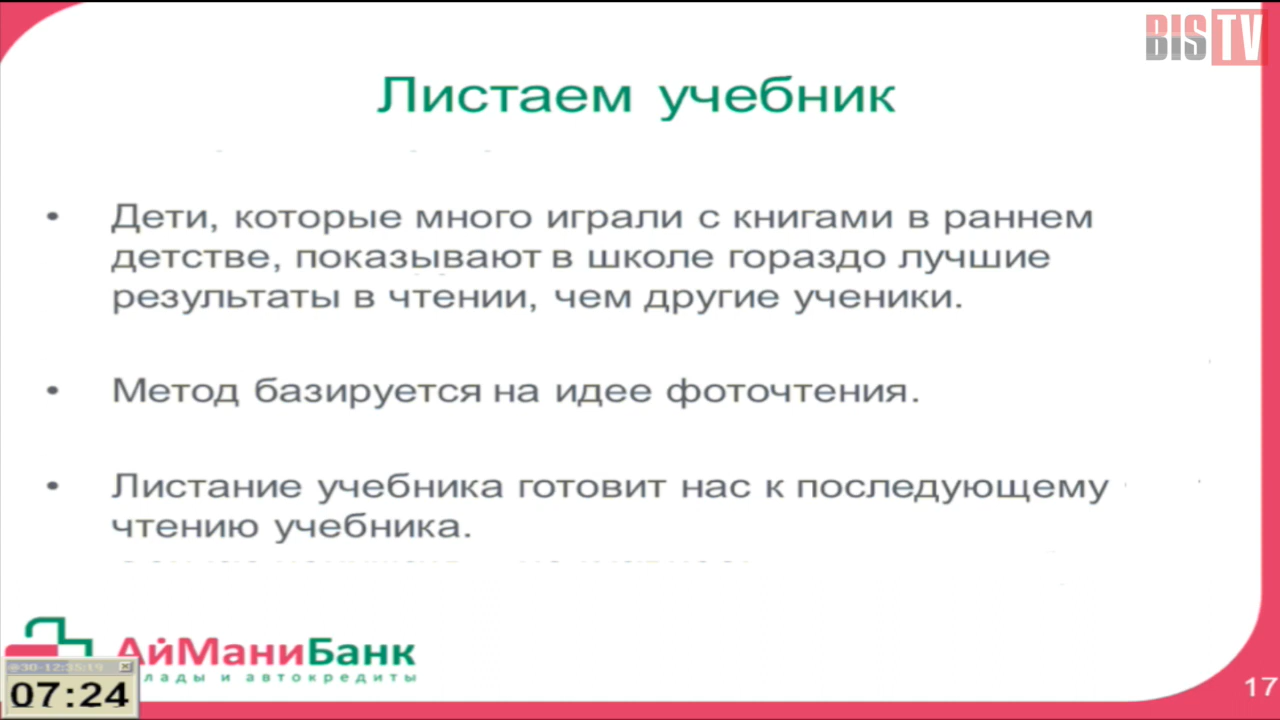 BIS TV
Листаем учебник
• Дети, которые много играли с книгами в раннем
детстве, показывают в школе гораздо лучшие
результаты в чтении, чем другие ученики.
• Метод базируется на идее фоточтения.
• Листание учебника готовит нас к последующему
чтению учебника.
АйМаниБанк
лады и автокредиты
07:24
17